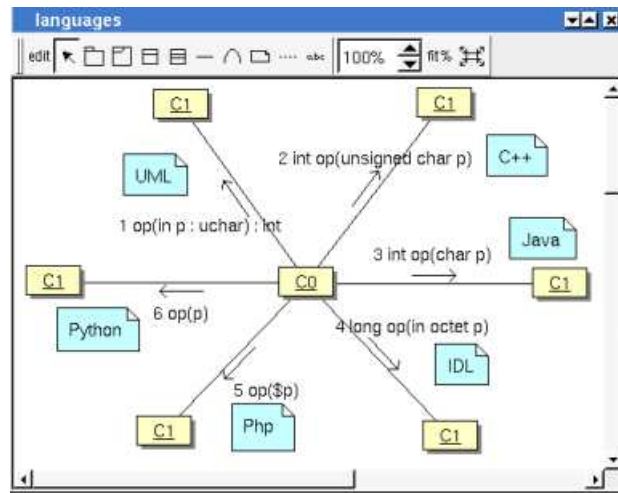 languages
edit abc 100% fit%
C1
C1
2 int op(unsigned char p)
C++
UML
1 op(in p : uchar) : int
Java
3 int op(char p)
C1
C0
C1
6 op(p)
Python
4 long op(in octet p)
IDL
5 op($p)
Php
C1
C1